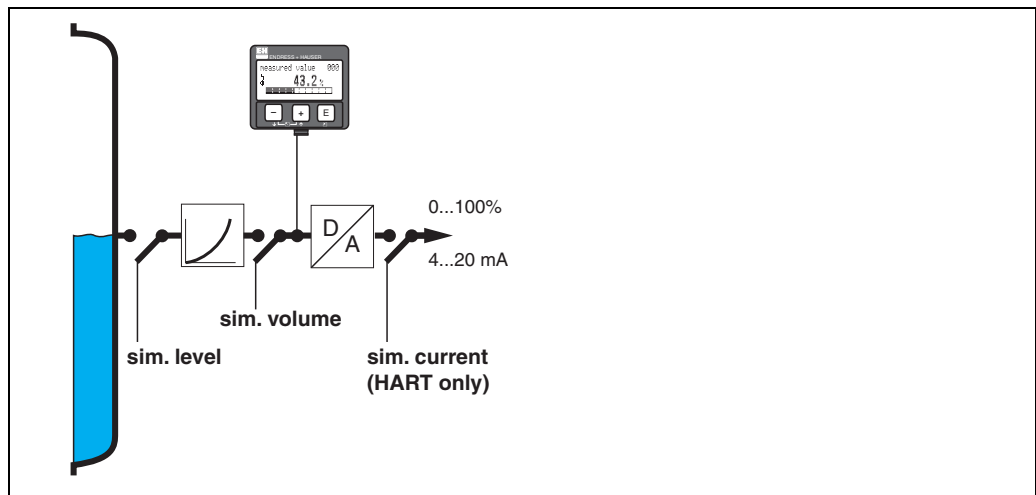 EH
ENDRESS + HAUSER
measured value 000
43.2 %
– + E
D
A
0...100%
4...20 mA
sim. volume
sim. level
sim. current
(HART only)